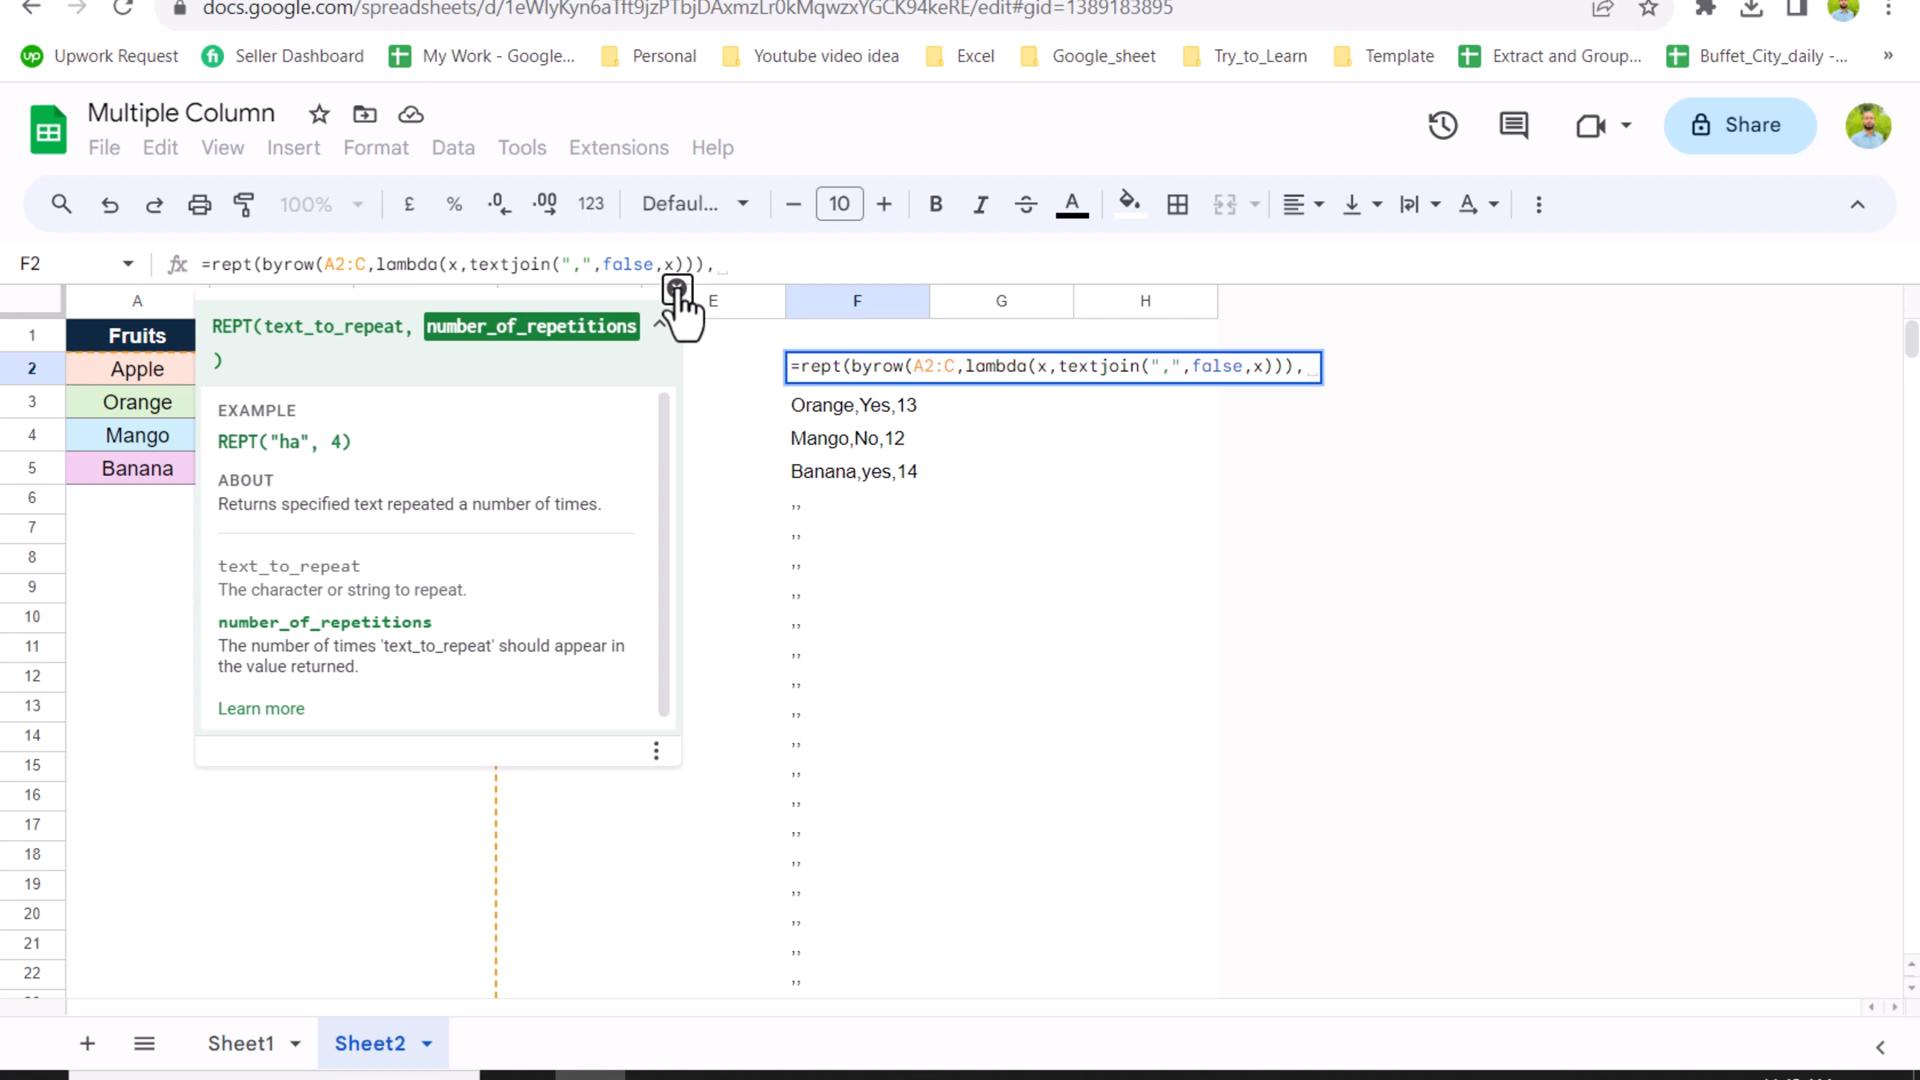 docs.google.com/spreadsheets/d/1eWlyKyn6aTft9jzPTbjDAxmzLr0kMqwzxYGCK94keRE/edit#gid=1389183895
up Upwork Request fi Seller Dashboard My Work - Google... Personal Youtube video idea Excel Google_sheet Try_to_Learn Template Extract and Group... Buffet_City_daily -... »
Multiple Column
File Edit View Insert Format Data Tools Extensions Help
Share
100% £ % .0 .00 123 Defaul... 10 B I S A
F2 fx =rept(byrow(A2:C,lambda(x,textjoin(",",false,x))),
A E F G H
REPT(text_to_repeat, number_of_repetitions
)
1 Fruits
2 Apple
=rept(byrow(A2:C,lambda(x,textjoin(",",false,x))),
3 Orange
Orange,Yes,13
4 Mango
Mango,No,12
5 Banana
Banana,yes,14
EXAMPLE
REPT("ha", 4)
ABOUT
Returns specified text repeated a number of times.
text_to_repeat
The character or string to repeat.
number_of_repetitions
The number of times 'text_to_repeat' should appear in
the value returned.
Learn more
6 ,,
7 ,,
8 ,,
9 ,,
10 ,,
11 ,,
12 ,,
13 ,,
14 ,,
15 ,,
16 ,,
17 ,,
18 ,,
19 ,,
20 ,,
21 ,,
22 ,,
Sheet1 Sheet2